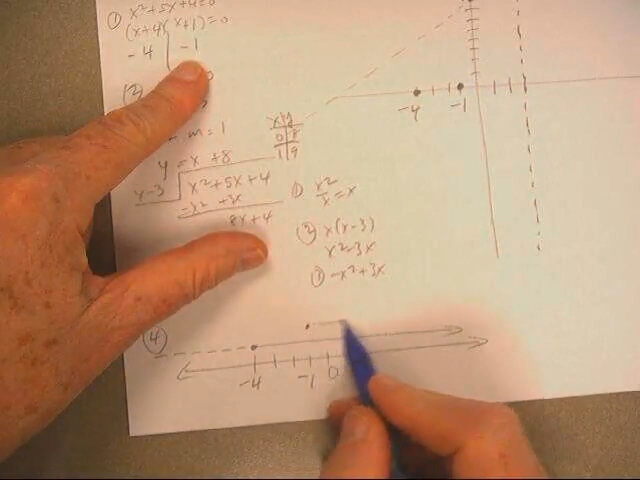 ① x²+5x+4=0
(x+4)(x+1)=0
-4 | -1
(2)
m=1
x y
0 8
1 9
y = x+8
x-3 x²+5x+4
-x² +3x
8x+4
① x²/x = x
② x(x-3)
x²-3x
③ -x²+3x
-4 -1
④
-4 -1 0